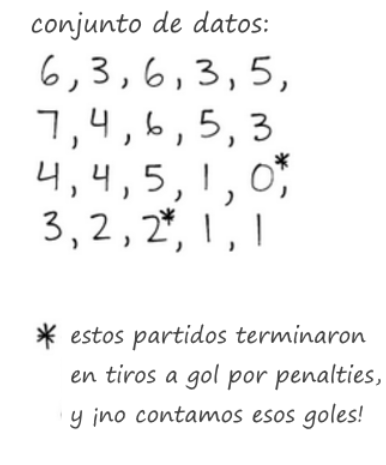 conjunto de datos:
6, 3, 6, 3, 5,
7, 4, 6, 5, 3
4, 4, 5, 1, 0*,
3, 2, 2*, 1, 1
* estos partidos terminaron
en tiros a gol por penalties,
y ¡no contamos esos goles!